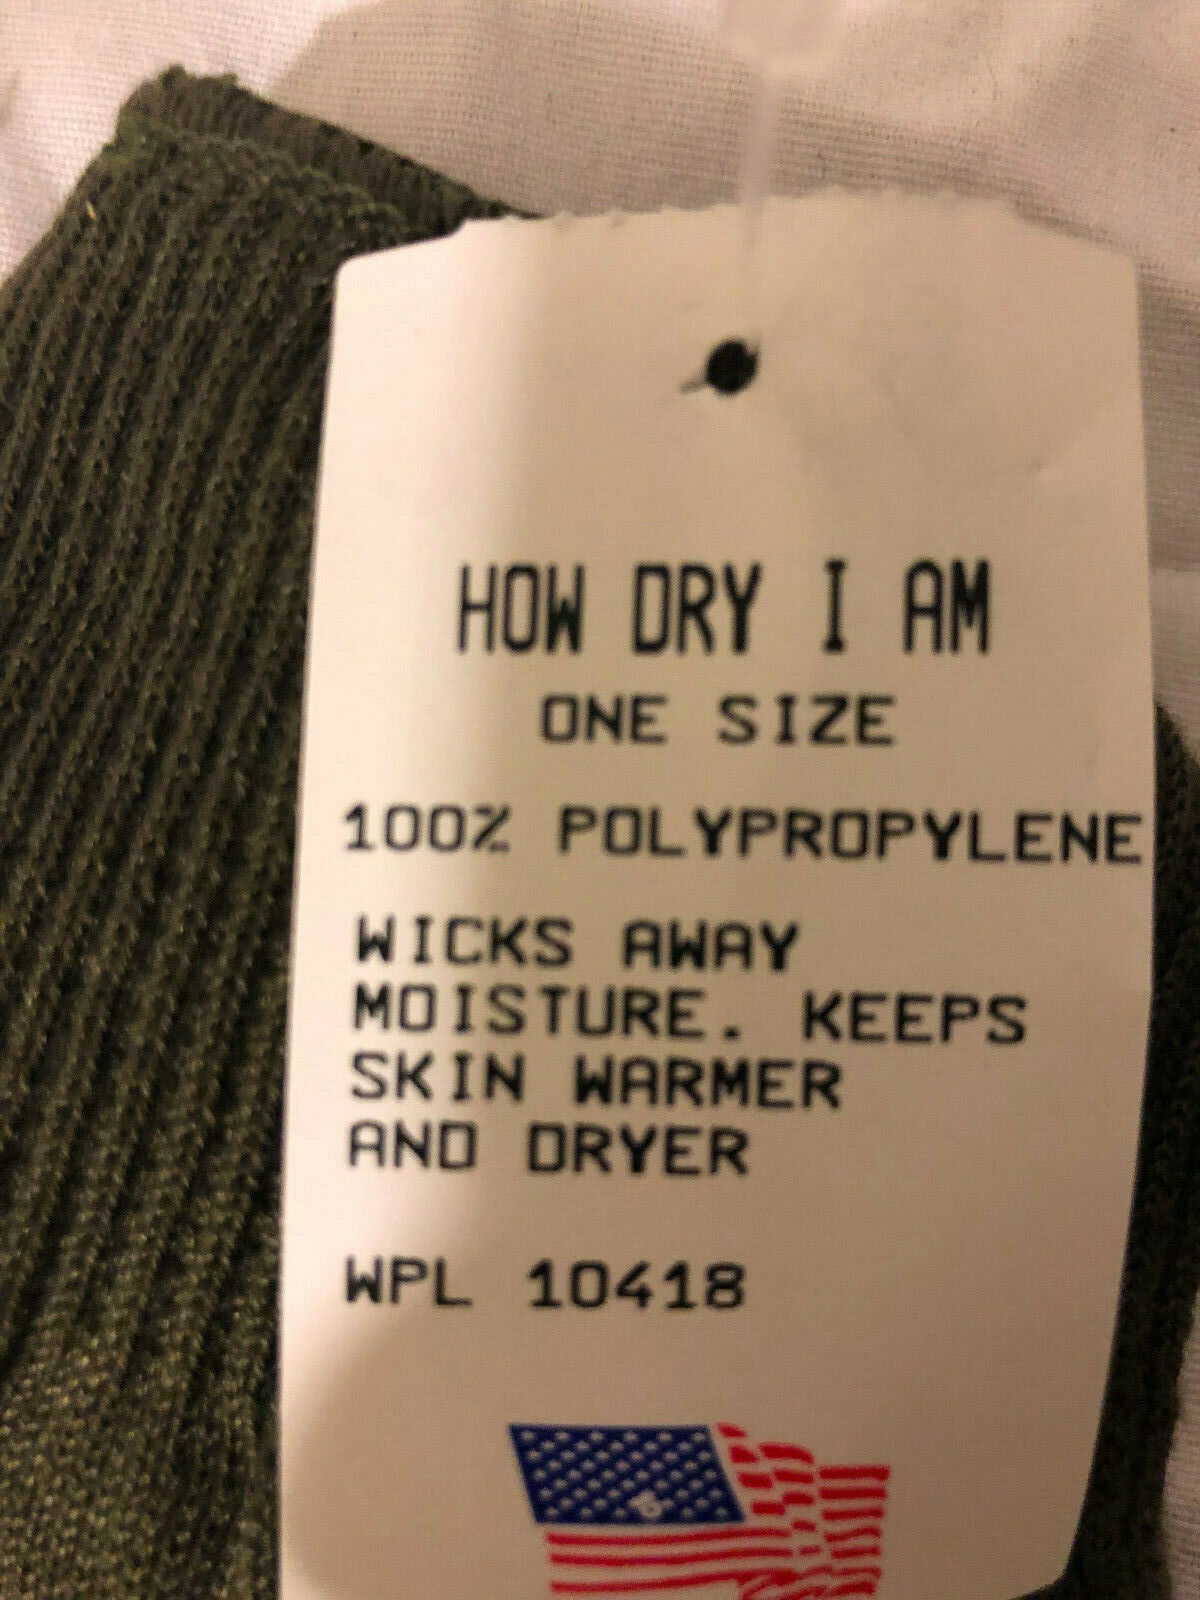 HOW DRY I AM
ONE SIZE
100% POLYPROPYLENE
WICKS AWAY
MOISTURE. KEEPS
SKIN WARMER
AND DRYER
WPL 10418